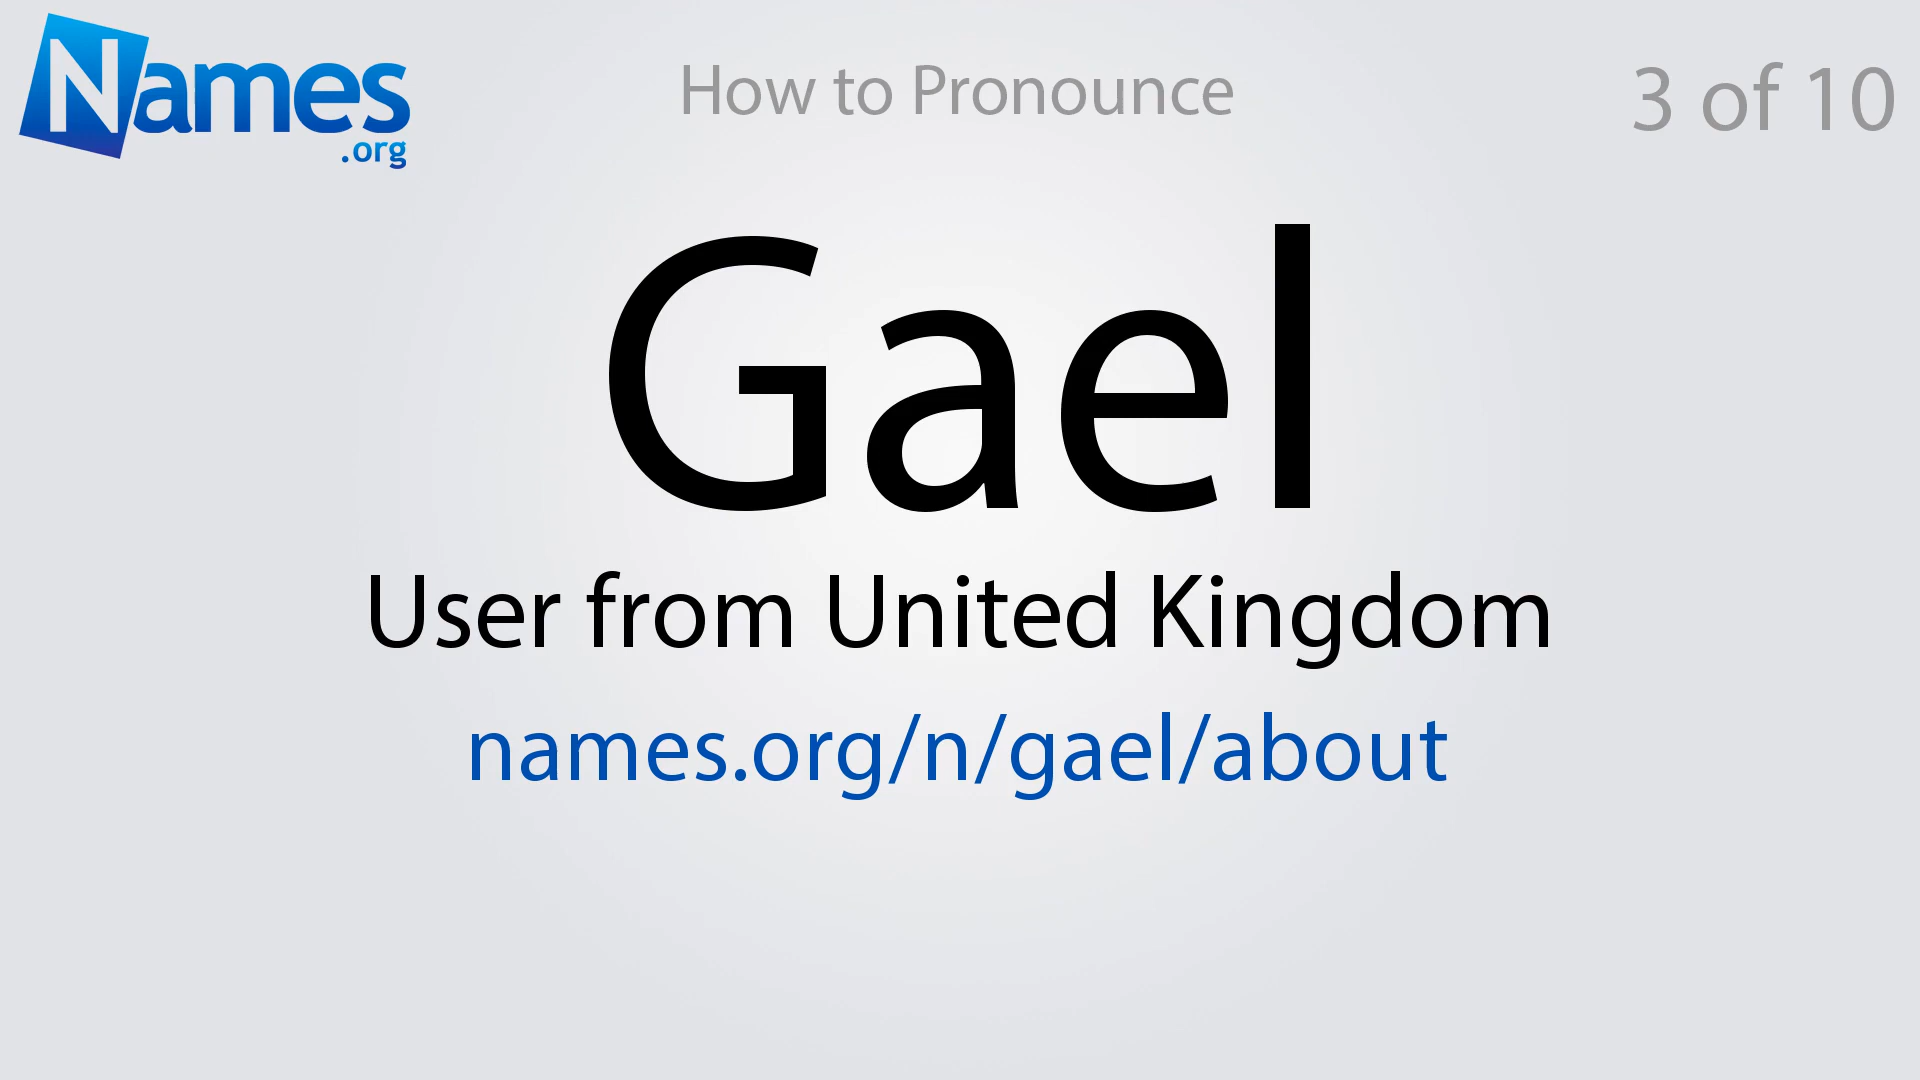 Names
.org
How to Pronounce
3 of 10
Gael
User from United Kingdom
names.org/n/gael/about